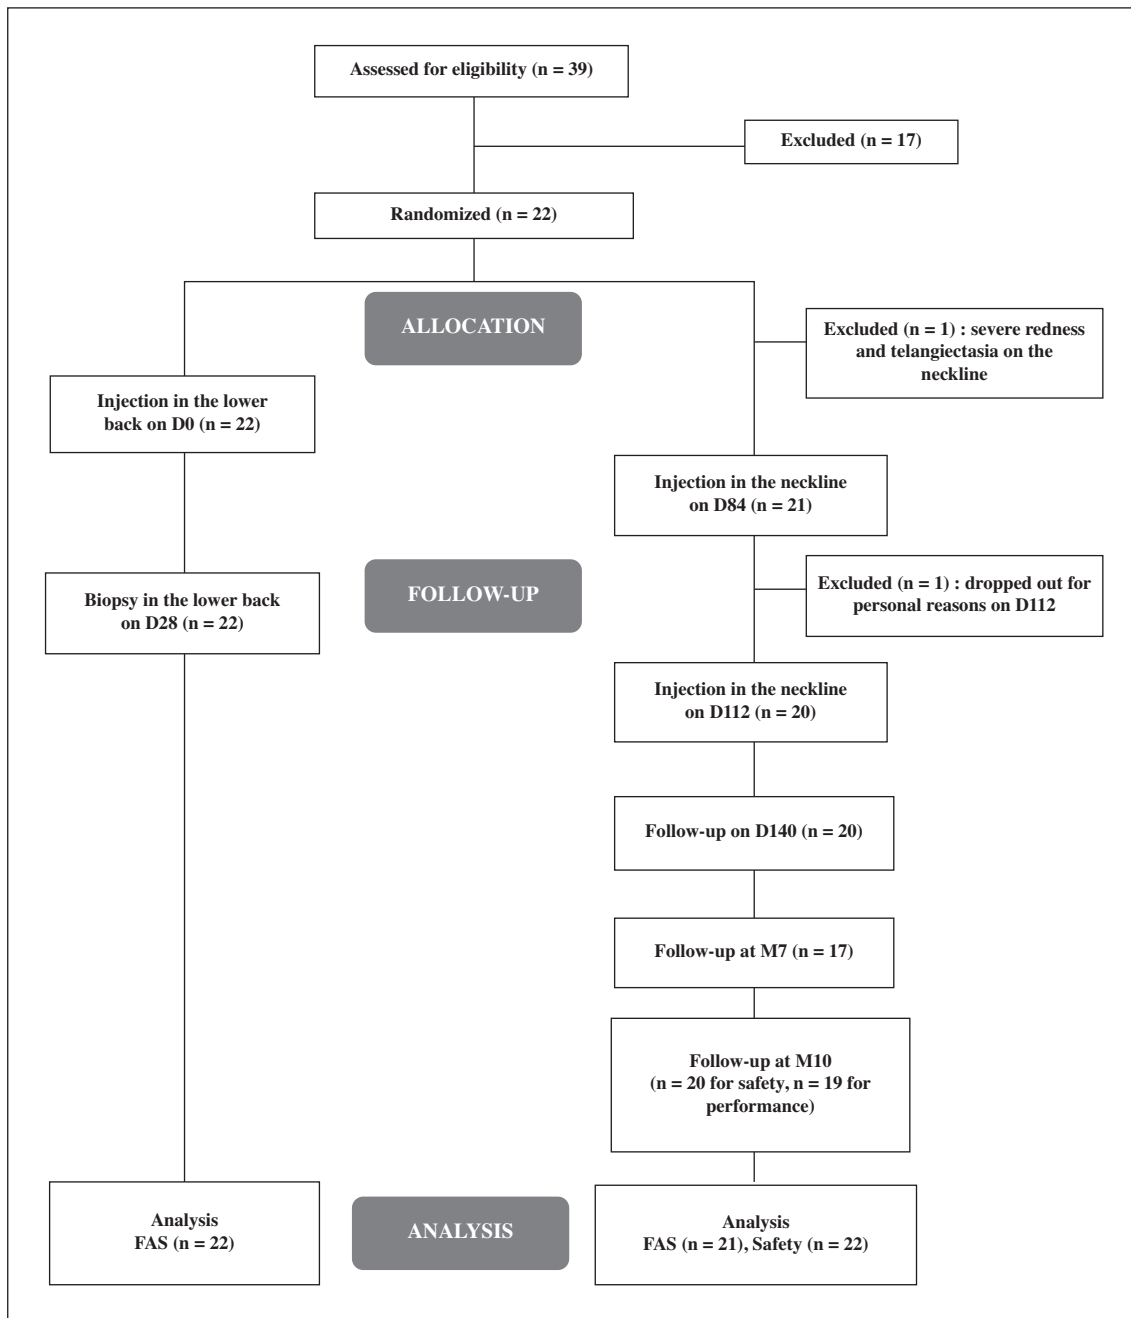 Assessed for eligibility (n = 39)
Excluded (n = 17)
Randomized (n = 22)
ALLOCATION
Excluded (n = 1) : severe redness
and telangiectasia on the
neckline
Injection in the lower
back on D0 (n = 22)
Injection in the neckline
on D84 (n = 21)
FOLLOW-UP
Excluded (n = 1) : dropped out for
personal reasons on D112
Biopsy in the lower back
on D28 (n = 22)
Injection in the neckline
on D112 (n = 20)
Follow-up on D140 (n = 20)
Follow-up at M7 (n = 17)
Follow-up at M10
(n = 20 for safety, n = 19 for
performance)
Analysis
FAS (n = 22)
ANALYSIS
Analysis
FAS (n = 21), Safety (n = 22)